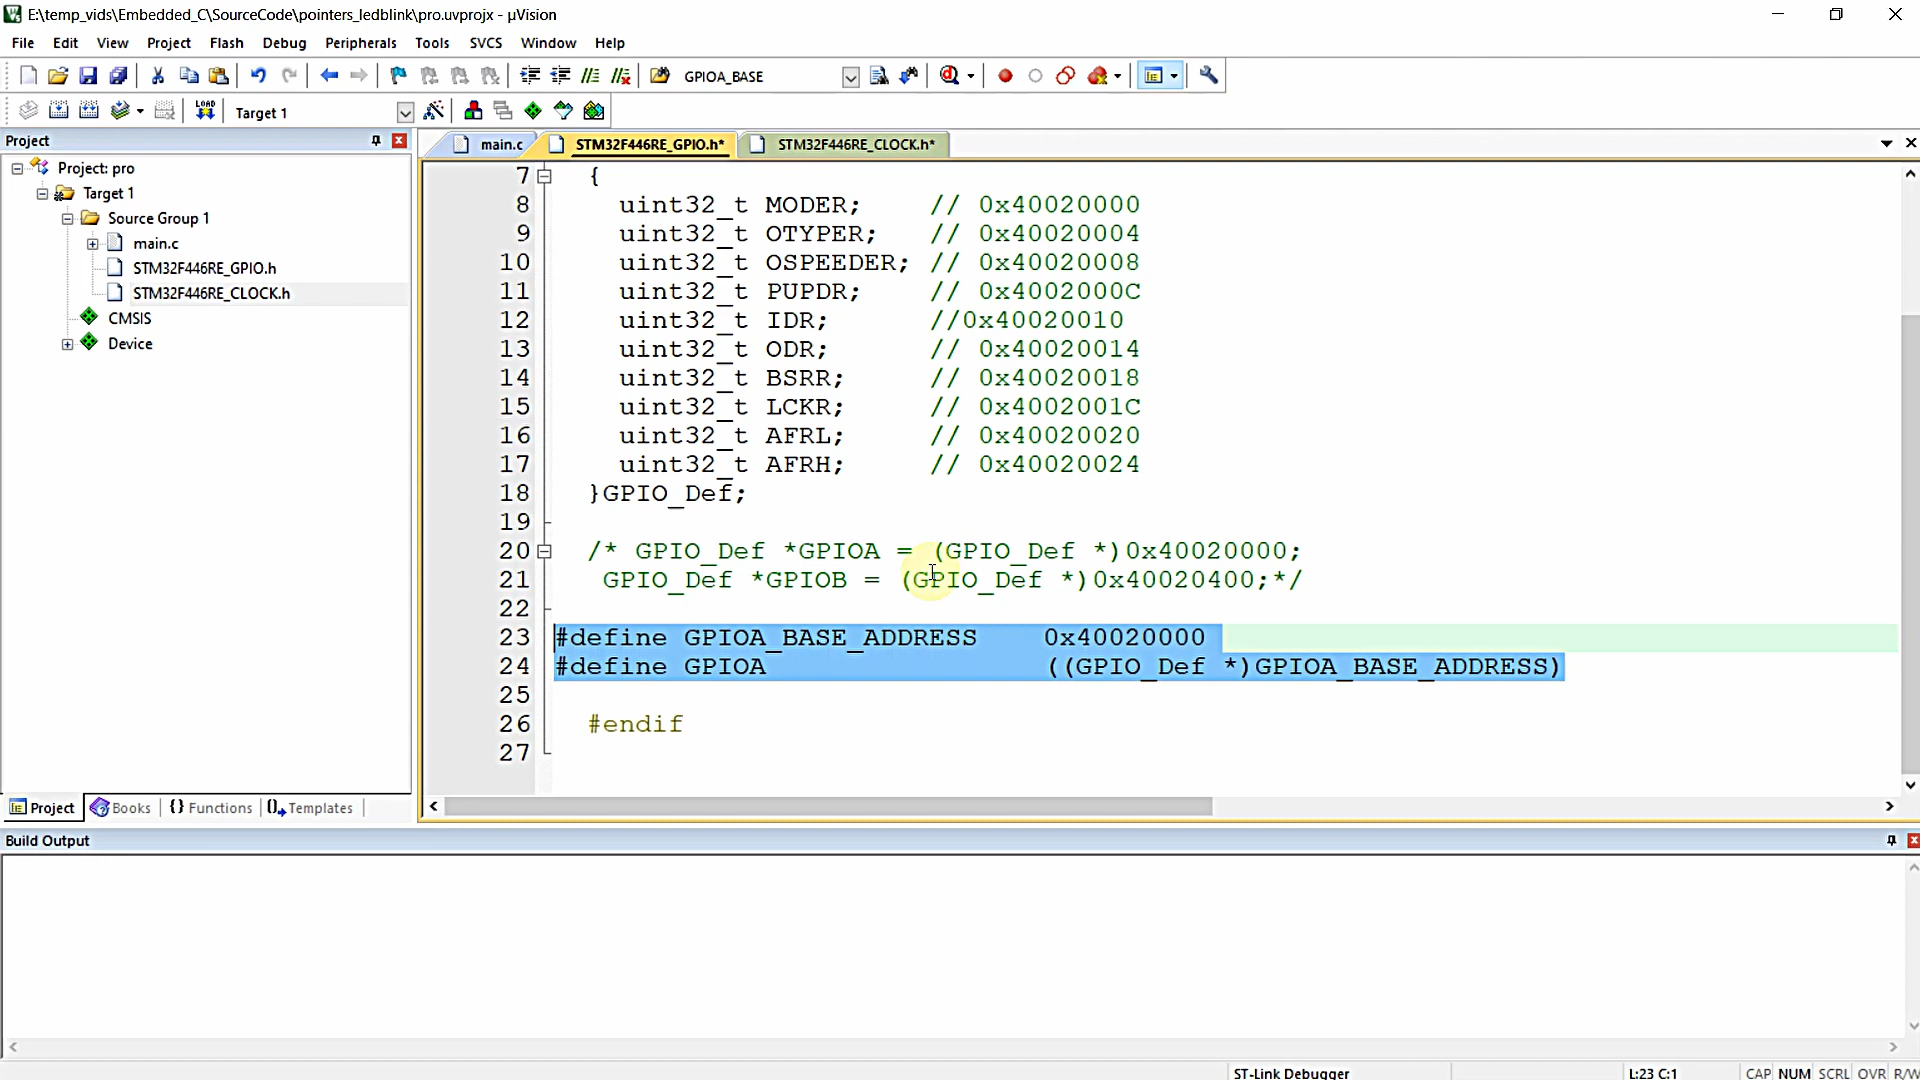 E:\temp_vids\Embedded_C\SourceCode\pointers_ledblink\pro.uvprojx - µVision
File Edit View Project Flash Debug Peripherals Tools SVCS Window Help
GPIOA_BASE
LOAD Target 1
Project
main.c STM32F446RE_GPIO.h* STM32F446RE_CLOCK.h*
Project: pro
Target 1
Source Group 1
main.c
STM32F446RE_GPIO.h
STM32F446RE_CLOCK.h
CMSIS
Device
7 {
8 uint32_t MODER; // 0x40020000
9 uint32_t OTYPER; // 0x40020004
10 uint32_t OSPEEDER; // 0x40020008
11 uint32_t PUPDR; // 0x4002000C
12 uint32_t IDR; //0x40020010
13 uint32_t ODR; // 0x40020014
14 uint32_t BSRR; // 0x40020018
15 uint32_t LCKR; // 0x4002001C
16 uint32_t AFRL; // 0x40020020
17 uint32_t AFRH; // 0x40020024
18 }GPIO_Def;
19
20 /* GPIO_Def *GPIOA = (GPIO_Def *)0x40020000;
21 GPIO_Def *GPIOB = (GPIO_Def *)0x40020400;*/
22
23 #define GPIOA_BASE_ADDRESS 0x40020000
24 #define GPIOA ((GPIO_Def *)GPIOA_BASE_ADDRESS)
25
26 #endif
27
Project Books {} Functions Templates
Build Output
ST-Link Debugger L:23 C:1 CAP NUM SCRL OVR R/W